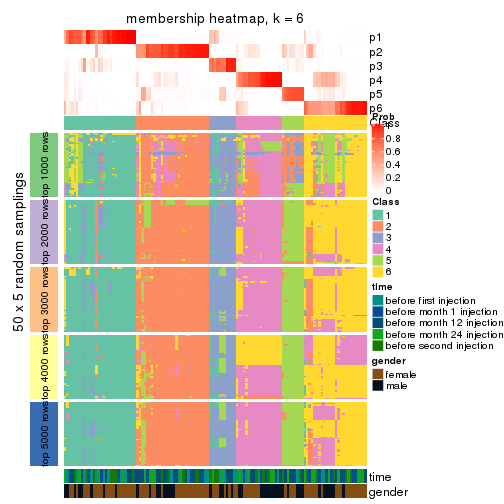 membership heatmap, k = 6
p1
p2
p3
p4
p5
p6
Class
Prob
1
0.8
0.6
0.4
0.2
0
Class
1
2
3
4
5
6
time
before first injection
before month 1 injection
before month 12 injection
before month 24 injection
before second injection
gender
female
male
50 x 5 random samplings
top 1000 rows
top 2000 rows
top 3000 rows
top 4000 rows
top 5000 rows
time
gender